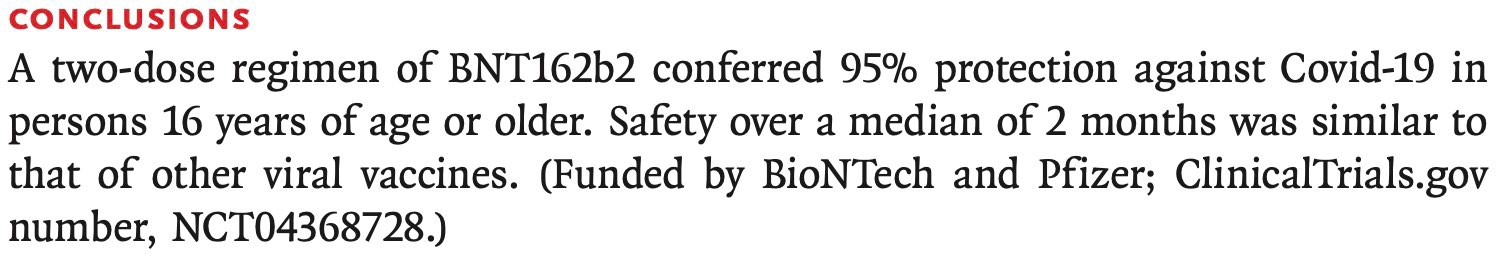 CONCLUSIONS
A two-dose regimen of BNT162b2 conferred 95% protection against Covid-19 in
persons 16 years of age or older. Safety over a median of 2 months was similar to
that of other viral vaccines. (Funded by BioNTech and Pfizer; ClinicalTrials.gov
number, NCT04368728.)